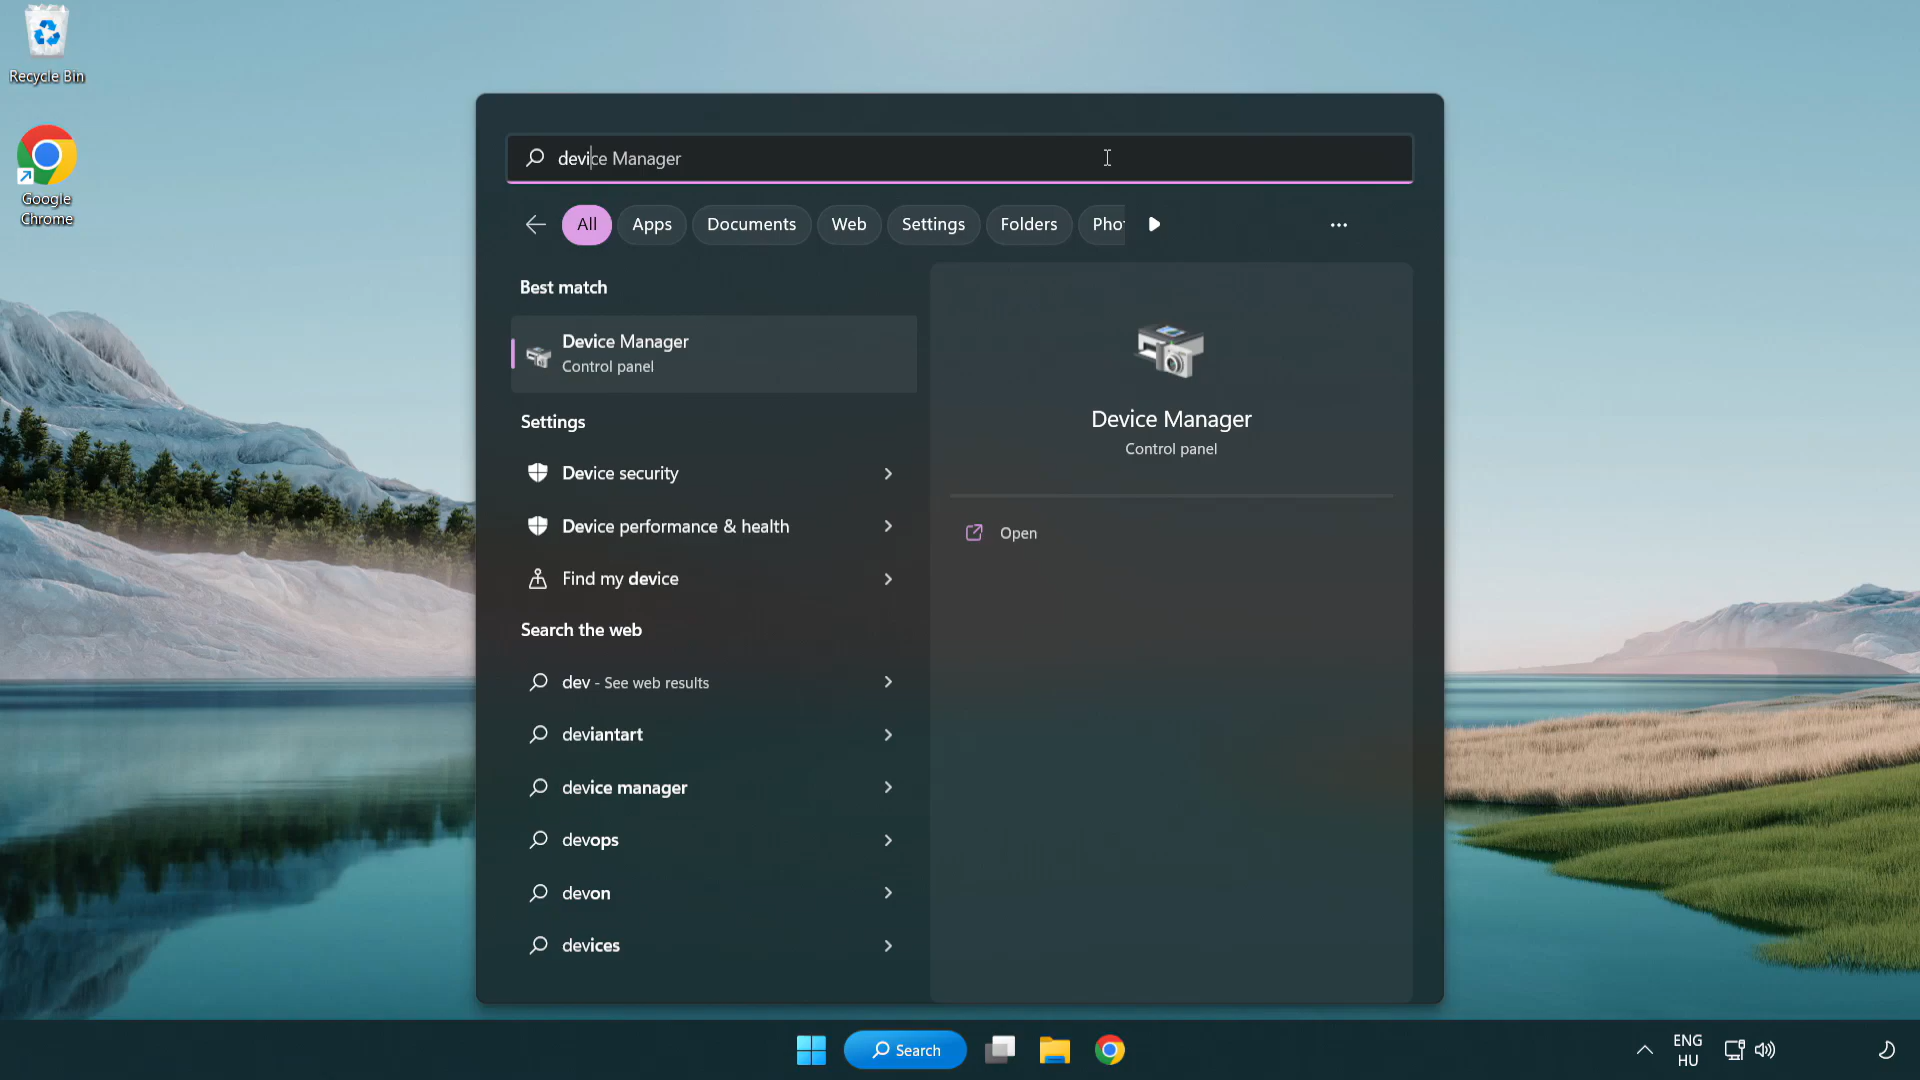 Recycle Bin
Google
Chrome
device Manager
All
Apps
Documents
Web
Settings
Folders
Pho
Best match
Device Manager
Control panel
Settings
Device security
Device performance & health
Find my device
Search the web
dev - See web results
deviantart
device manager
devops
devon
devices
Device Manager
Control panel
Open
Search
ENG
HU